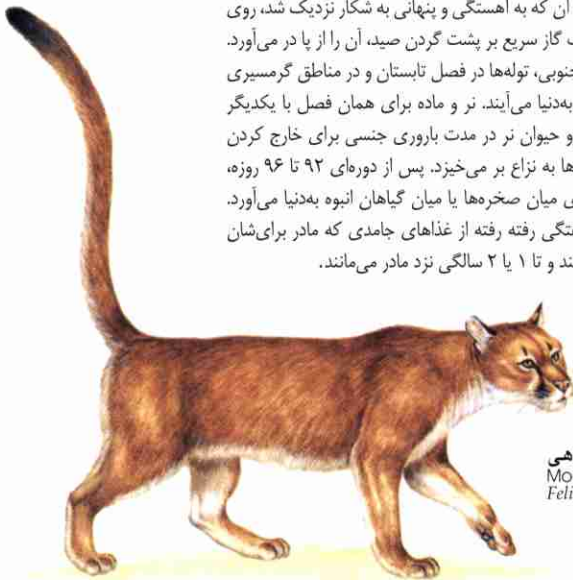 آن که به آهستگی و پنهانی به شکار نزدیک شد، روی
گاز سریع بر پشت گردن صید، آن را از پا در می‌آورد.
توله‌ها در فصل تابستان و در مناطق گرمسیری
به‌دنیا می‌آیند. نر و ماده برای همان فصل با یکدیگر
و حیوان نر در مدت باروری جنسی برای خارج کردن
به نزاع بر می‌خیزد. پس از دوره‌ای ۹۲ تا ۹۶ روزه،
میان صخره‌ها یا میان گیاهان انبوه به‌دنیا می‌آورد.
رفته رفته از غذاهای جامدی که مادر برای‌شان
و تا ۱ یا ۲ سالگی نزد مادر می‌مانند.
Mo
Feli